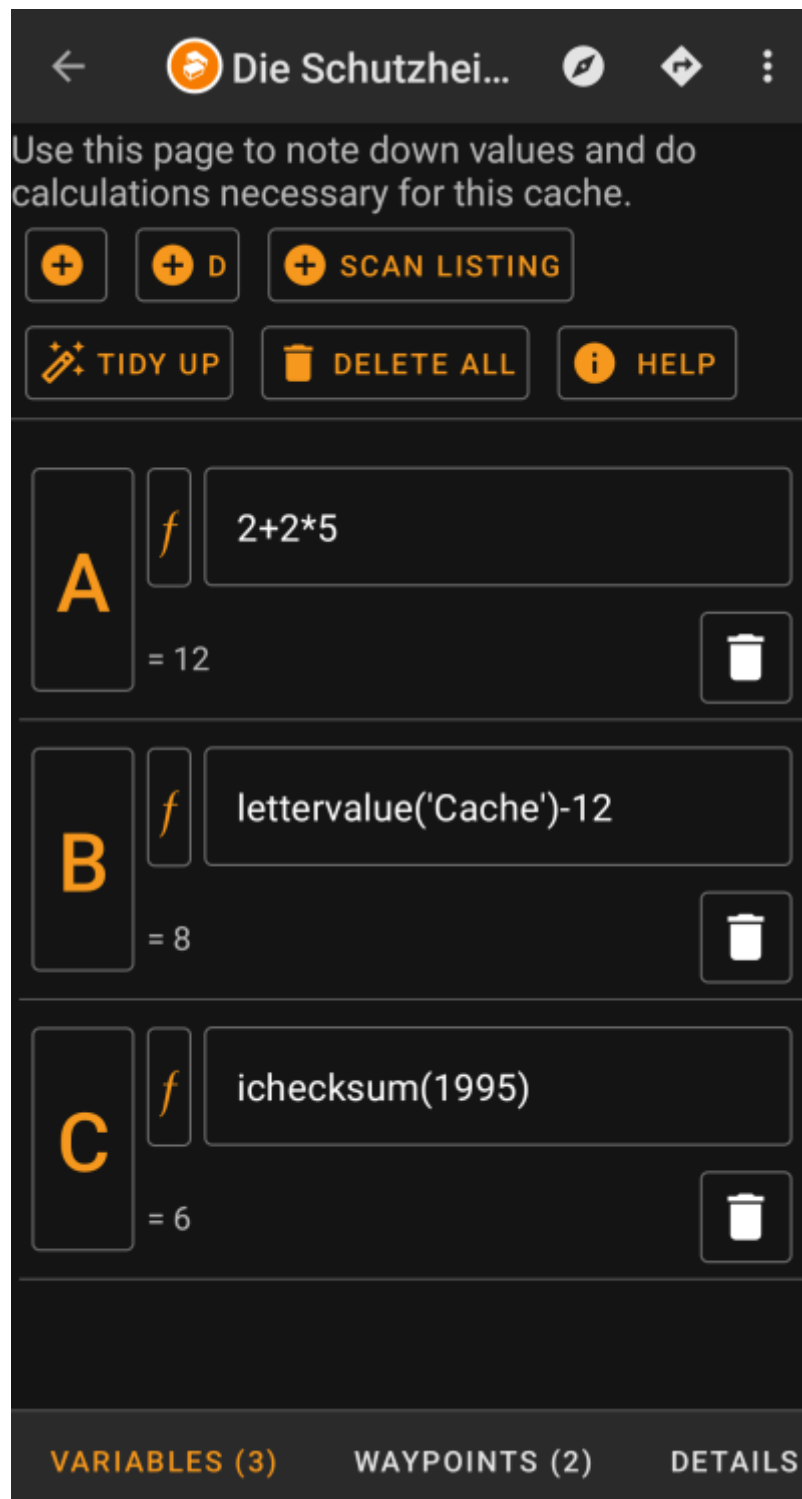 Die Schutzhei...
Use this page to note down values and do
calculations necessary for this cache.
D
SCAN LISTING
TIDY UP
DELETE ALL
HELP
A
f
2+2*5
= 12
B
f
lettervalue('Cache')-12
= 8
C
f
ichecksum(1995)
= 6
VARIABLES (3)
WAYPOINTS (2)
DETAILS